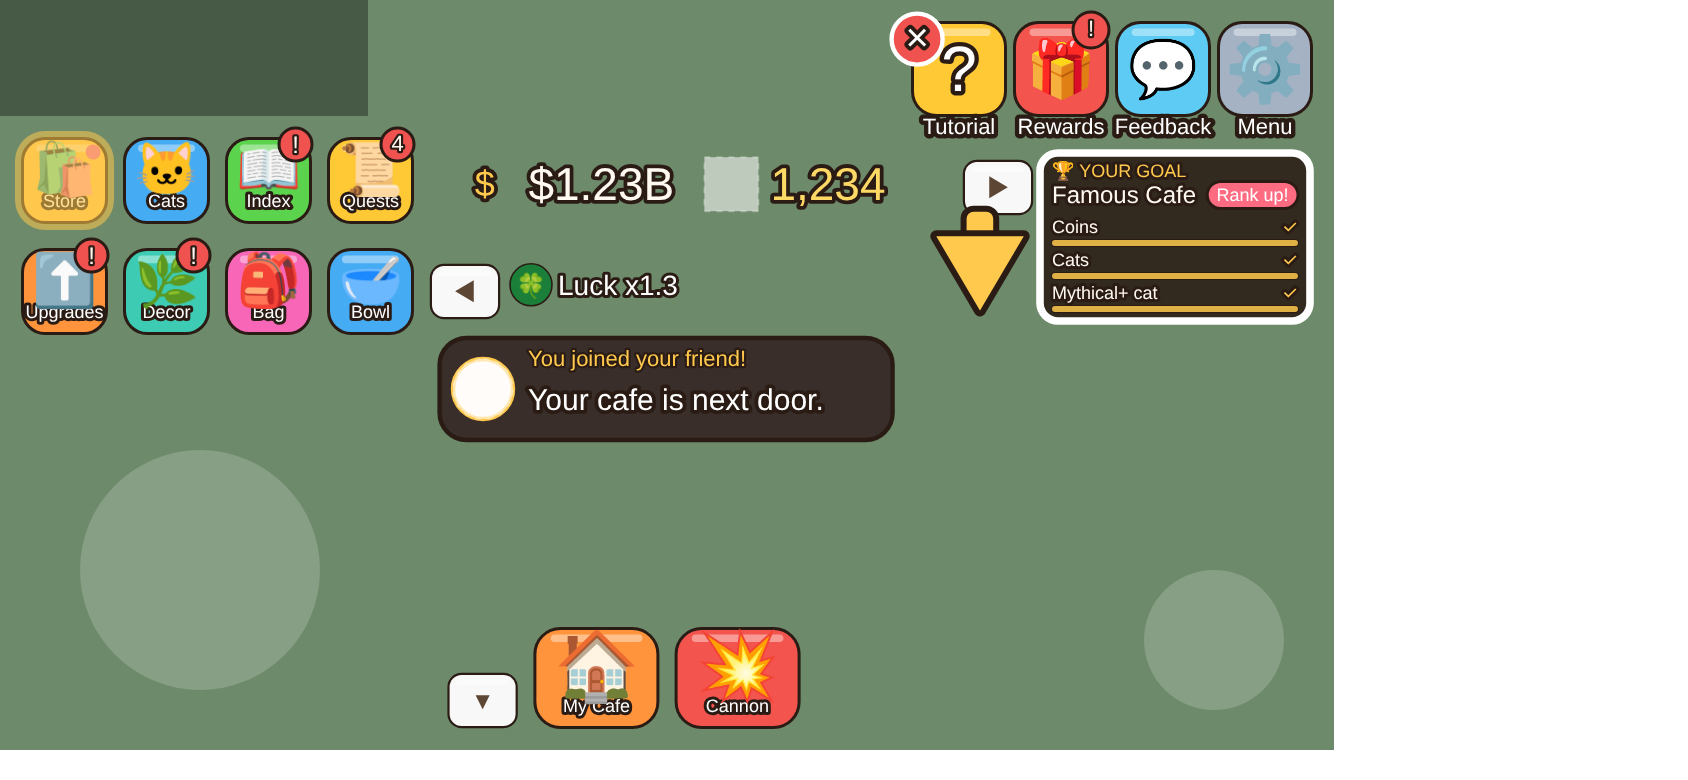 ?
!
Tutorial
Rewards
Feedback
Menu
Store
Cats
!
Index
4
Quests
$
$1.23B
1,234
🏆 YOUR GOAL
Famous Cafe
Rank up!
Coins
Cats
Mythical+ cat
!
Upgrades
!
Decor
Bag
Bowl
Luck x1.3
You joined your friend!
Your cafe is next door.
My Cafe
Cannon